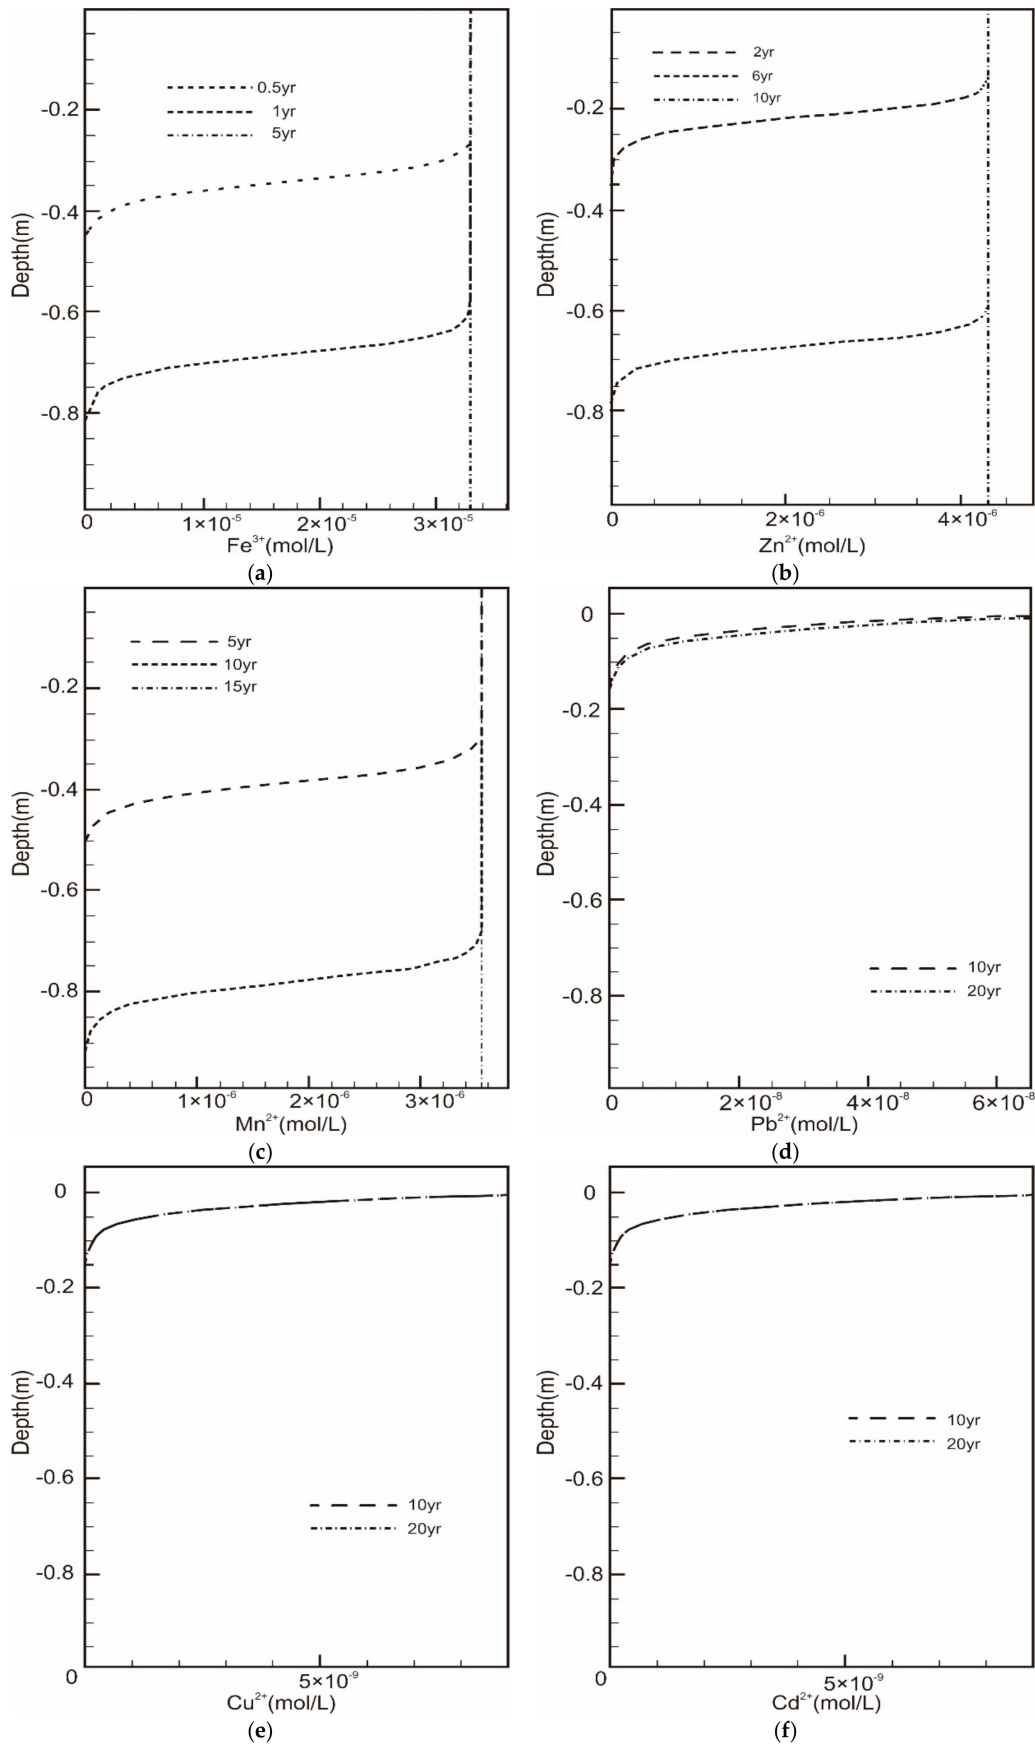 0.5yr
1yr
5yr
-0.2
-0.4
-0.6
-0.8
Depth(m)
0 1×10⁻⁵ 2×10⁻⁵ 3×10⁻⁵
Fe³⁺(mol/L)
(a)
2yr
6yr
10yr
-0.2
-0.4
-0.6
-0.8
Depth(m)
0 2×10⁻⁶ 4×10⁻⁶
Zn²⁺(mol/L)
(b)
5yr
10yr
15yr
-0.2
-0.4
-0.6
-0.8
Depth(m)
0 1×10⁻⁶ 2×10⁻⁶ 3×10⁻⁶
Mn²⁺(mol/L)
(c)
0
-0.2
-0.4
-0.6
-0.8
Depth(m)
10yr
20yr
0 2×10⁻⁸ 4×10⁻⁸ 6×10⁻⁸
Pb²⁺(mol/L)
(d)
0
-0.2
-0.4
-0.6
-0.8
Depth(m)
10yr
20yr
0 5×10⁻⁹
Cu²⁺(mol/L)
(e)
0
-0.2
-0.4
-0.6
-0.8
Depth(m)
10yr
20yr
0 5×10⁻⁹
Cd²⁺(mol/L)
(f)